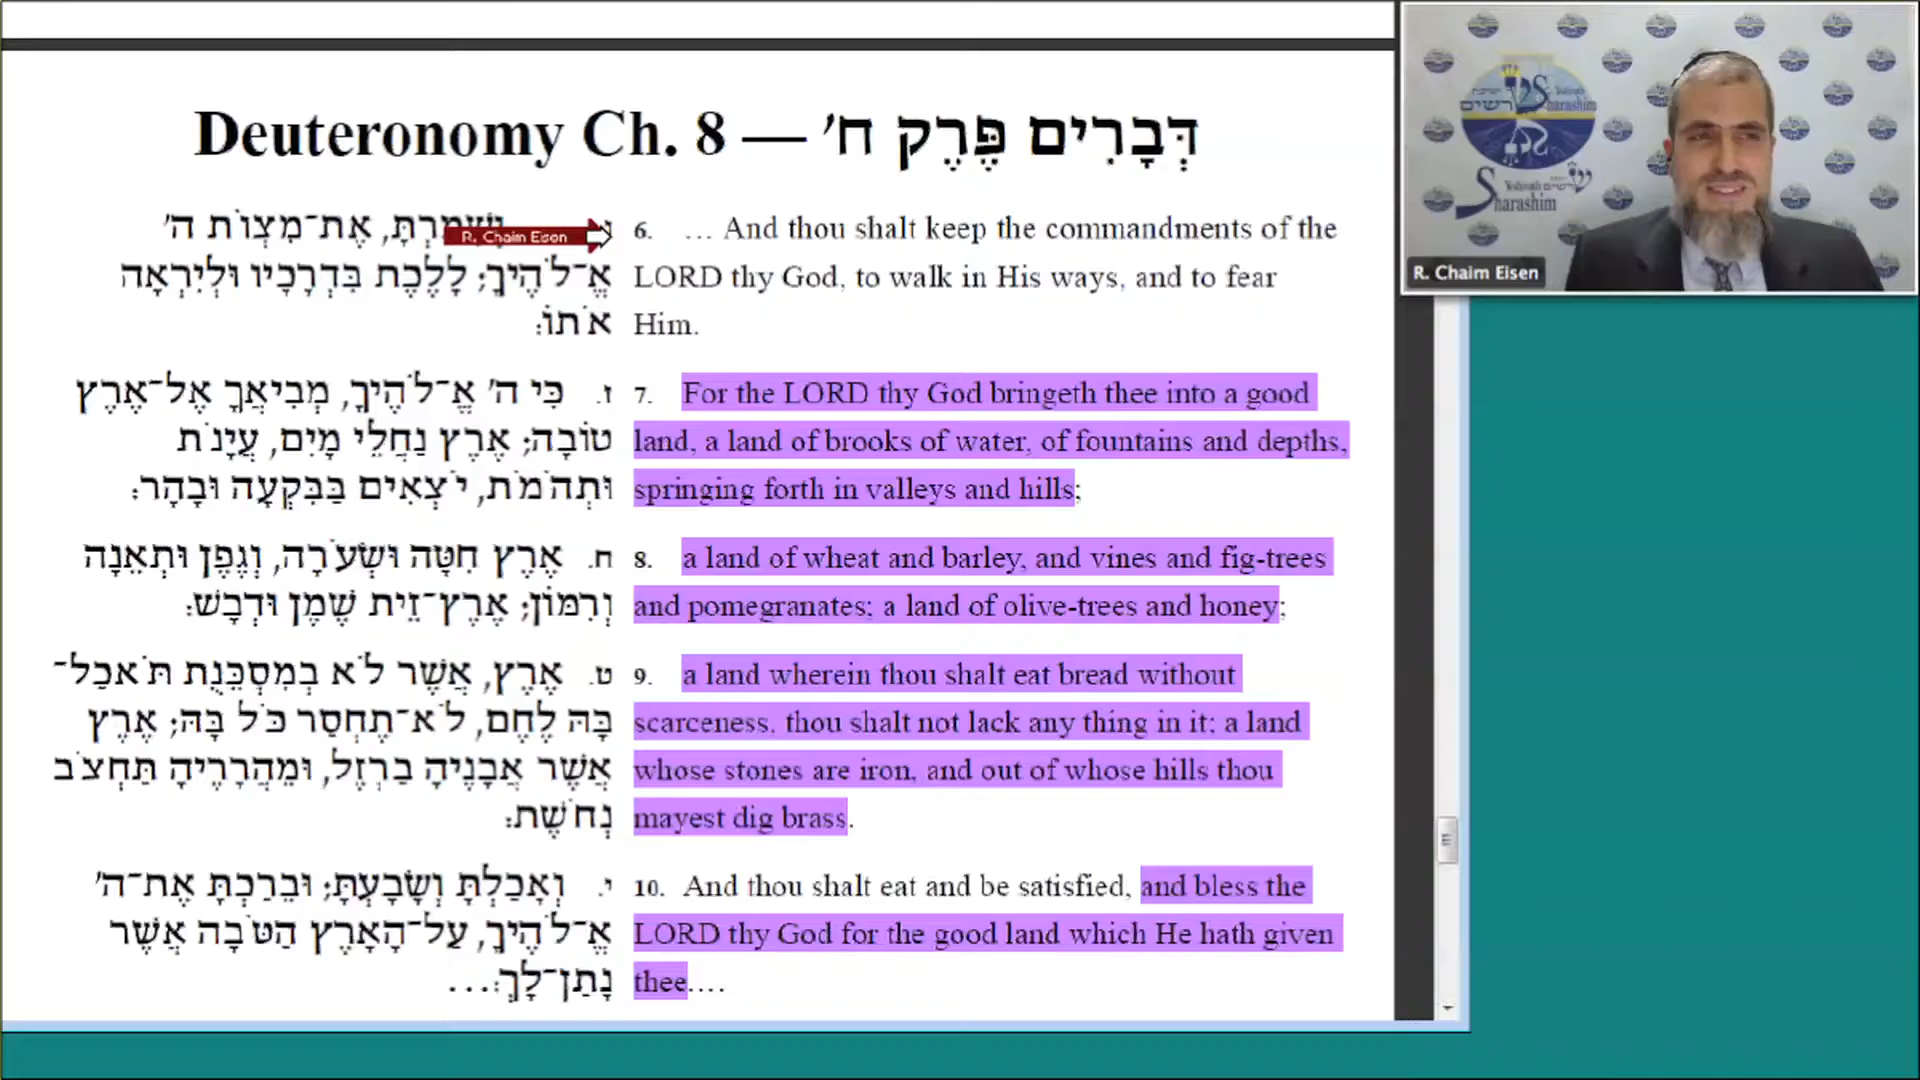 Deuteronomy Ch. 8 — דְּבָרִים פֶּרֶק ח׳
אֶת־מִצְוֹת ה׳
אֱ־לֹהֶיךָ; לָלֶכֶת בִּדְרָכָיו וּלְיִרְאָה
אֹתוֹ:
6. … And thou shalt keep the commandments of the
LORD thy God, to walk in His ways, and to fear
Him.
ז. כִּי ה׳ אֱ־לֹהֶיךָ, מְבִיאֲךָ אֶל־אֶרֶץ
טוֹבָה; אֶרֶץ נַחֲלֵי מָיִם, עֲיָנֹת
וּתְהֹמֹת, יֹצְאִים בַּבִּקְעָה וּבָהָר:
7. For the LORD thy God bringeth thee into a good
land, a land of brooks of water, of fountains and depths,
springing forth in valleys and hills;
ח. אֶרֶץ חִטָּה וּשְׂעֹרָה, וְגֶפֶן וּתְאֵנָה
וְרִמּוֹן; אֶרֶץ־זֵית שֶׁמֶן וּדְבָשׁ:
8. a land of wheat and barley, and vines and fig-trees
and pomegranates; a land of olive-trees and honey;
ט. אֶרֶץ, אֲשֶׁר לֹא בְמִסְכֵּנֻת תֹּאכַל־
בָּהּ לֶחֶם, לֹא־תֶחְסַר כֹּל בָּהּ; אֶרֶץ
אֲשֶׁר אֲבָנֶיהָ בַרְזֶל, וּמֵהֲרָרֶיהָ תַּחְצֹב
נְחֹשֶׁת:
9. a land wherein thou shalt eat bread without
scarceness, thou shalt not lack any thing in it; a land
whose stones are iron, and out of whose hills thou
mayest dig brass.
י. וְאָכַלְתָּ וְשָׂבָעְתָּ; וּבֵרַכְתָּ אֶת־ה׳
אֱ־לֹהֶיךָ, עַל־הָאָרֶץ הַטֹּבָה אֲשֶׁר
נָתַן־לָךְ:…
10. And thou shalt eat and be satisfied, and bless the
LORD thy God for the good land which He hath given
thee….
R. Chaim Eisen
Yeshivath שרשים
Sharashim
R. Chaim Eisen